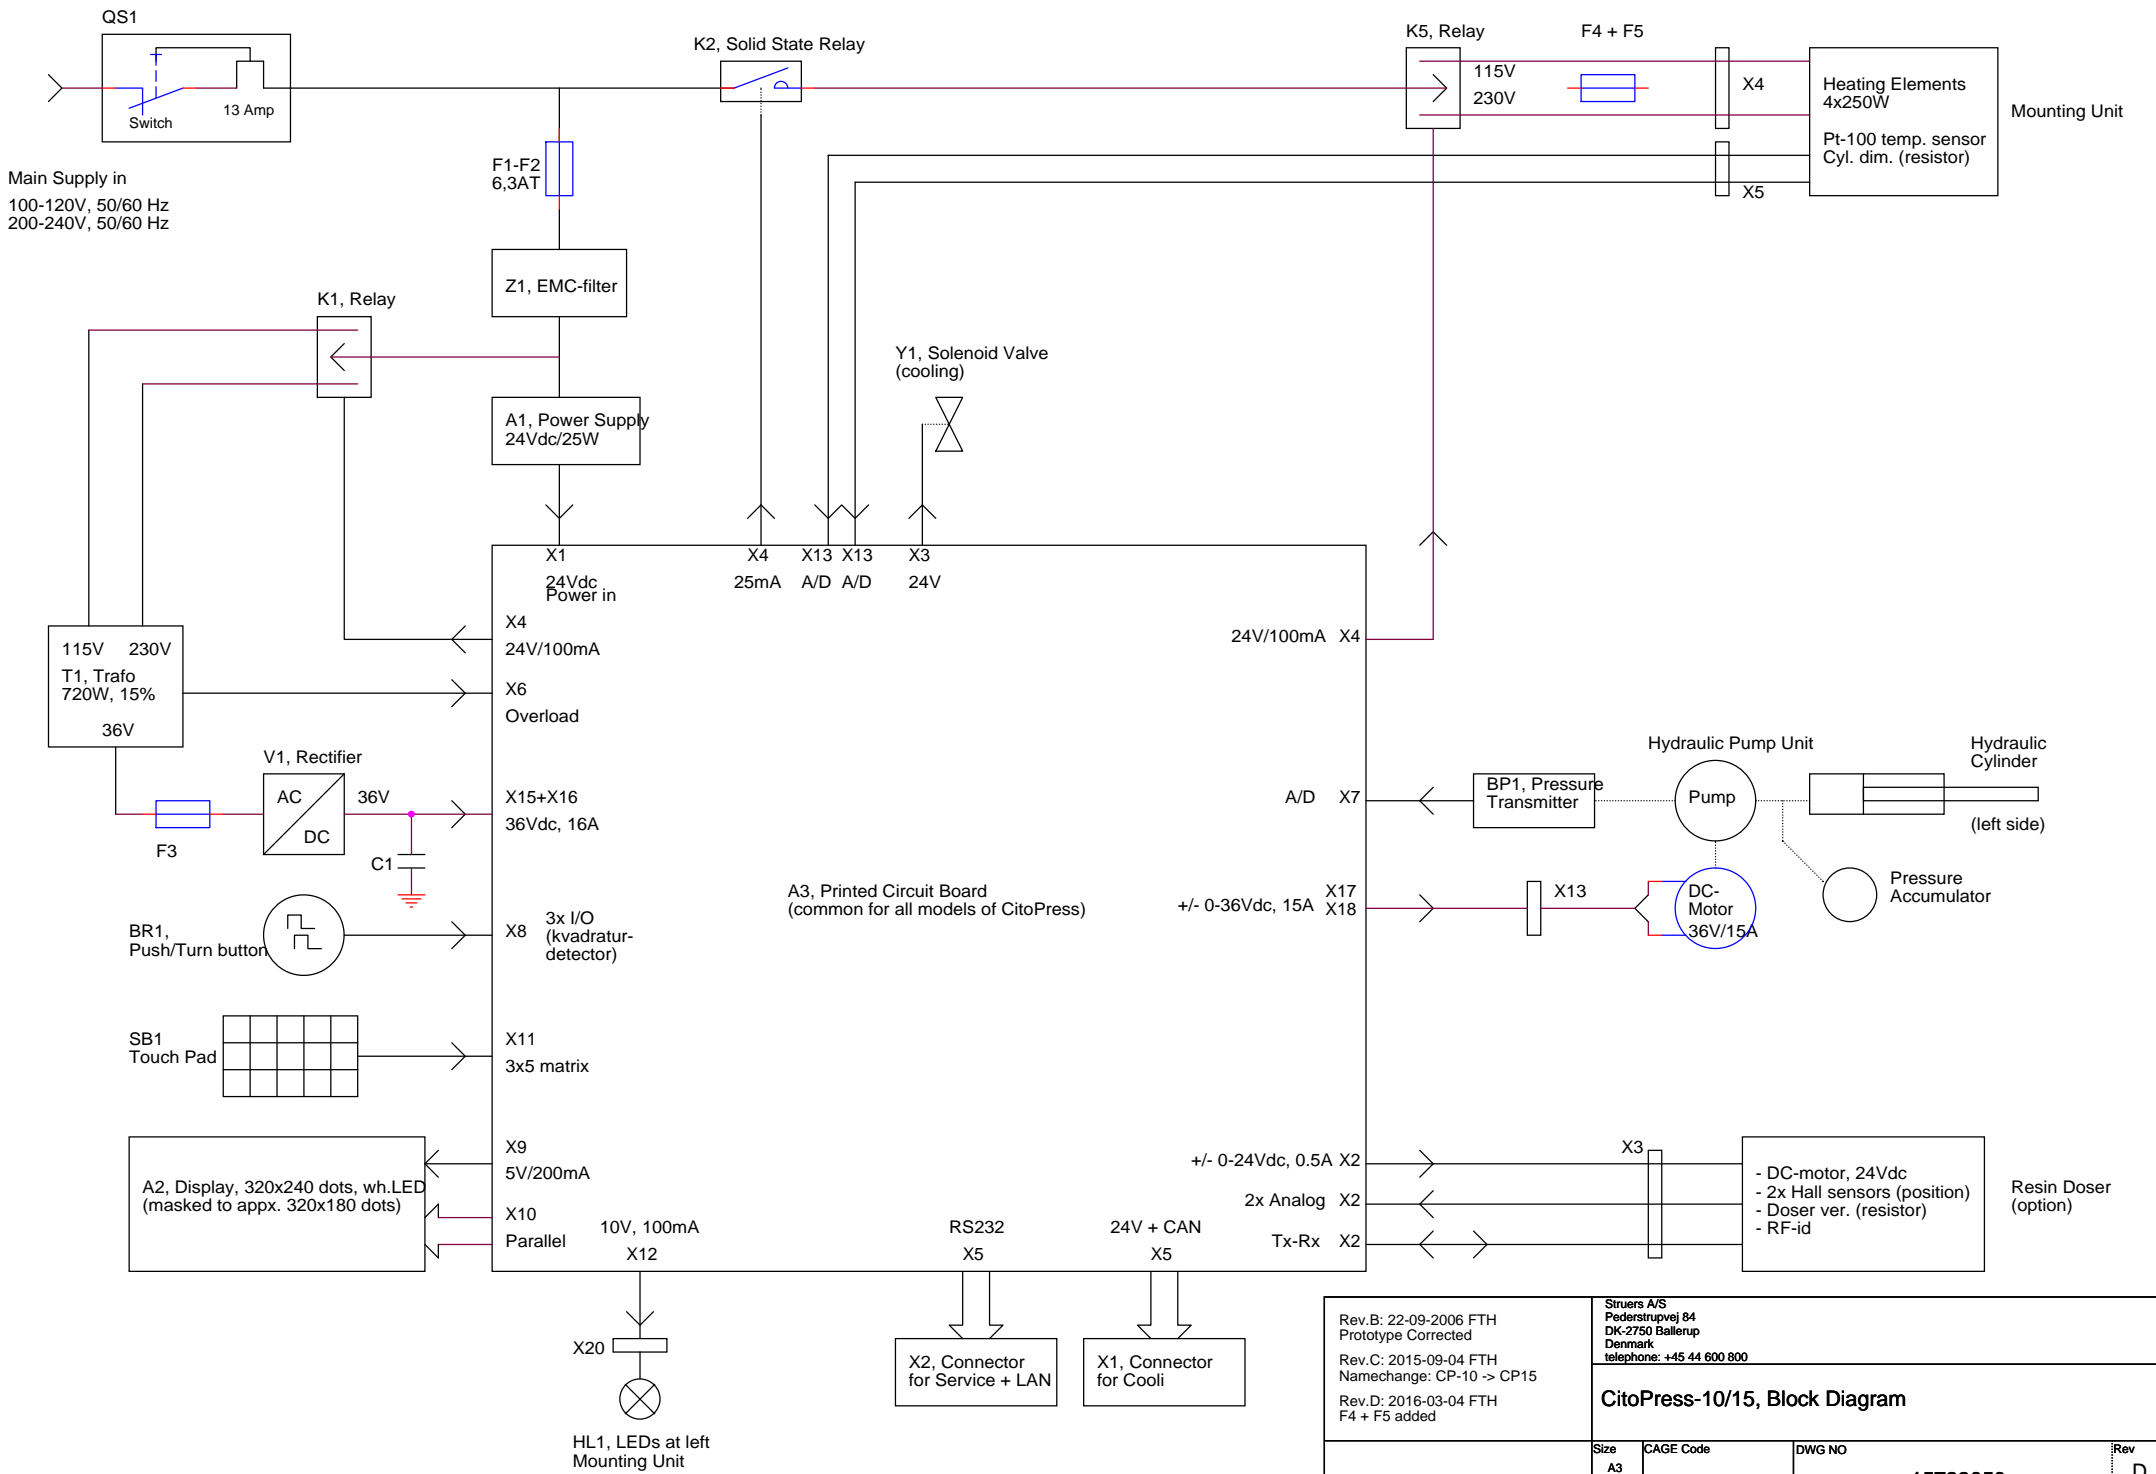 QS1
Switch
13 Amp
Main Supply in
100-120V, 50/60 Hz
200-240V, 50/60 Hz
K2, Solid State Relay
K5, Relay
115V
230V
F4 + F5
X4
X5
Heating Elements
4x250W
Pt-100 temp. sensor
Cyl. dim. (resistor)
Mounting Unit
F1-F2
6,3AT
Z1, EMC-filter
K1, Relay
A1, Power Supply
24Vdc/25W
Y1, Solenoid Valve
(cooling)
X1
24Vdc
Power in
X4
25mA
X13
A/D
X13
A/D
X3
24V
X4
24V/100mA
24V/100mA X4
115V 230V
T1, Trafo
720W, 15%
36V
X6
Overload
V1, Rectifier
AC
DC
36V
F3
C1
X15+X16
36Vdc, 16A
A/D X7
BP1, Pressure
Transmitter
Hydraulic Pump Unit
Pump
Hydraulic
Cylinder
(left side)
Pressure
Accumulator
A3, Printed Circuit Board
(common for all models of CitoPress)
+/- 0-36Vdc, 15A
X17
X18
X13
DC-
Motor
36V/15A
BR1,
Push/Turn button
X8
3x I/O
(kvadratur-
detector)
SB1
Touch Pad
X11
3x5 matrix
A2, Display, 320x240 dots, wh.LED
(masked to appx. 320x180 dots)
X9
5V/200mA
X10
Parallel
10V, 100mA
X12
RS232
X5
24V + CAN
X5
+/- 0-24Vdc, 0.5A X2
2x Analog X2
Tx-Rx X2
X3
- DC-motor, 24Vdc
- 2x Hall sensors (position)
- Doser ver. (resistor)
- RF-id
Resin Doser
(option)
X20
HL1, LEDs at left
Mounting Unit
X2, Connector
for Service + LAN
X1, Connector
for Cooli
Rev.B: 22-09-2006 FTH
Prototype Corrected
Rev.C: 2015-09-04 FTH
Namechange: CP-10 -> CP15
Rev.D: 2016-03-04 FTH
F4 + F5 added
Struers A/S
Pederstrupvej 84
DK-2750 Ballerup
Denmark
telephone: +45 44 600 800
CitoPress-10/15, Block Diagram
Size
A3
CAGE Code
DWG NO
Rev
D